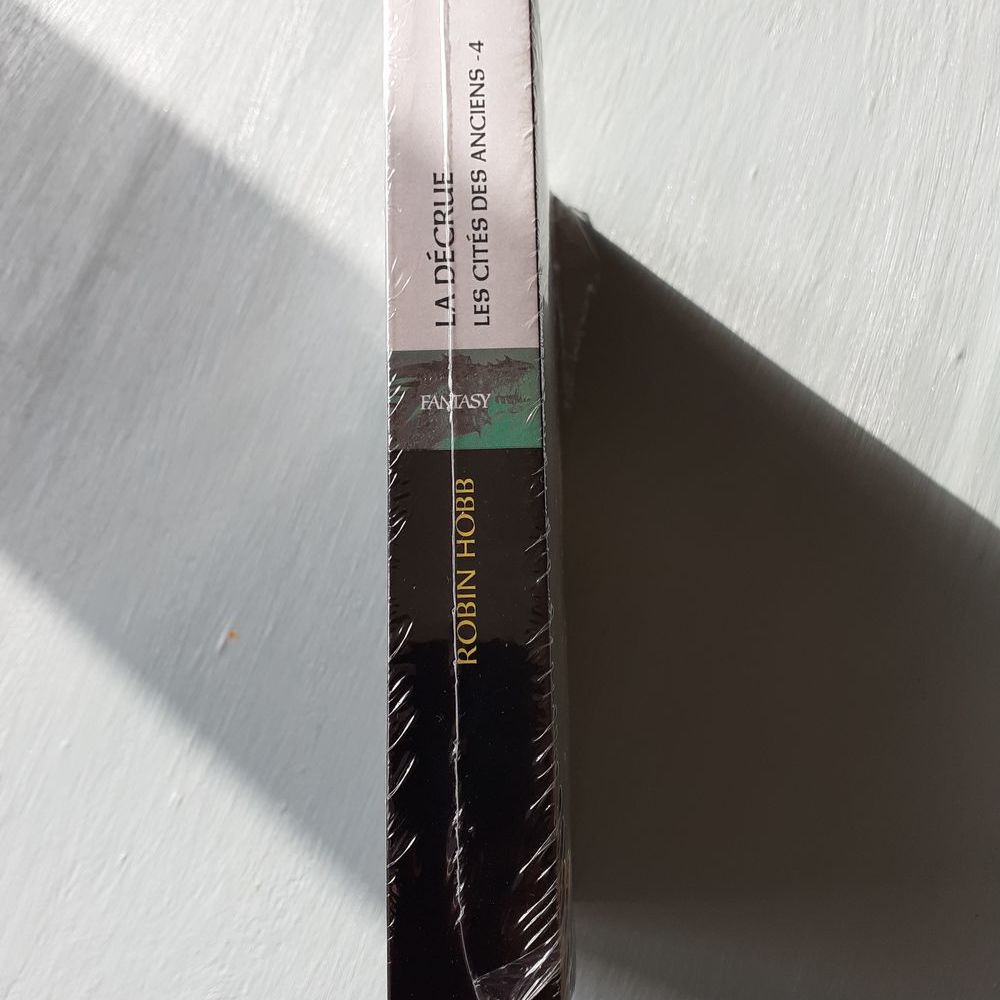 LA DÉCRUE
LES CITÉS DES ANCIENS - 4
FANTASY
ROBIN HOBB